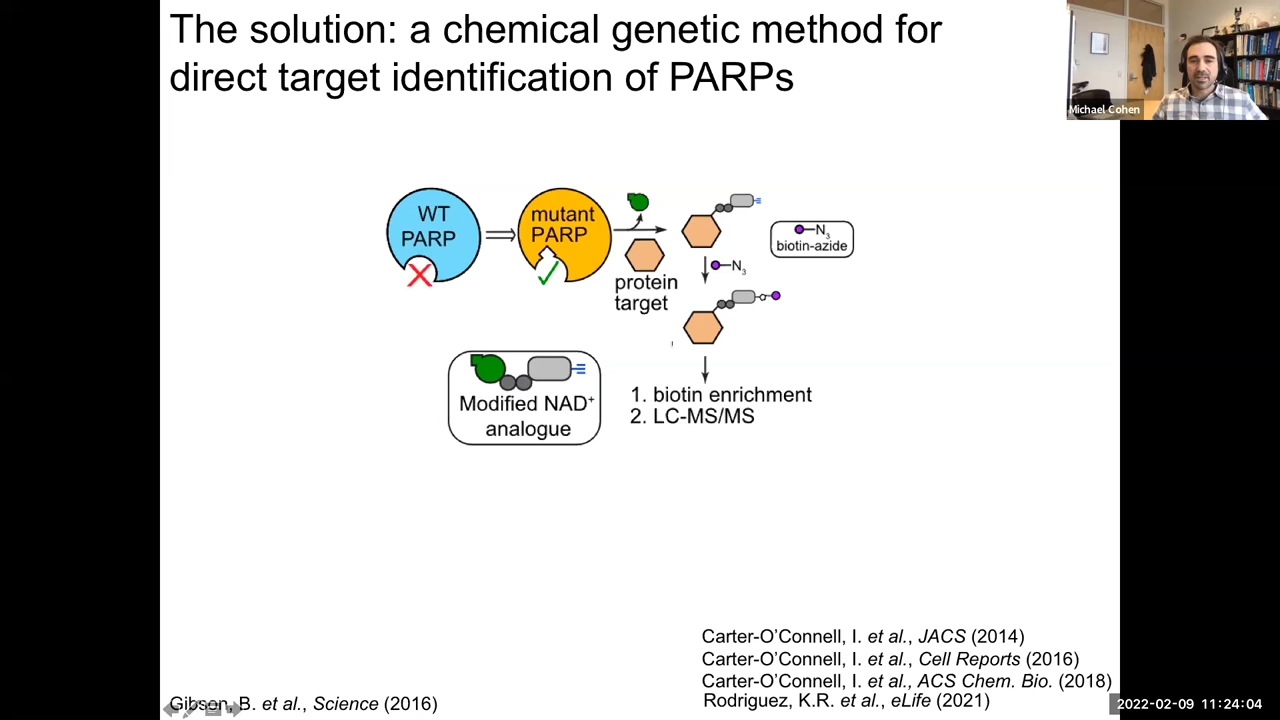 The solution: a chemical genetic method for
direct target identification of PARPs
Michael Cohen
WT
PARP
mutant
PARP
protein
target
N3
biotin-azide
N3
Modified NAD+
analogue
1. biotin enrichment
2. LC-MS/MS
Carter-O'Connell, I. et al., JACS (2014)
Carter-O'Connell, I. et al., Cell Reports (2016)
Carter-O'Connell, I. et al., ACS Chem. Bio. (2018)
Rodriguez, K.R. et al., eLife (2021)
Gibson, B. et al., Science (2016)
2022-02-09 11:24:04